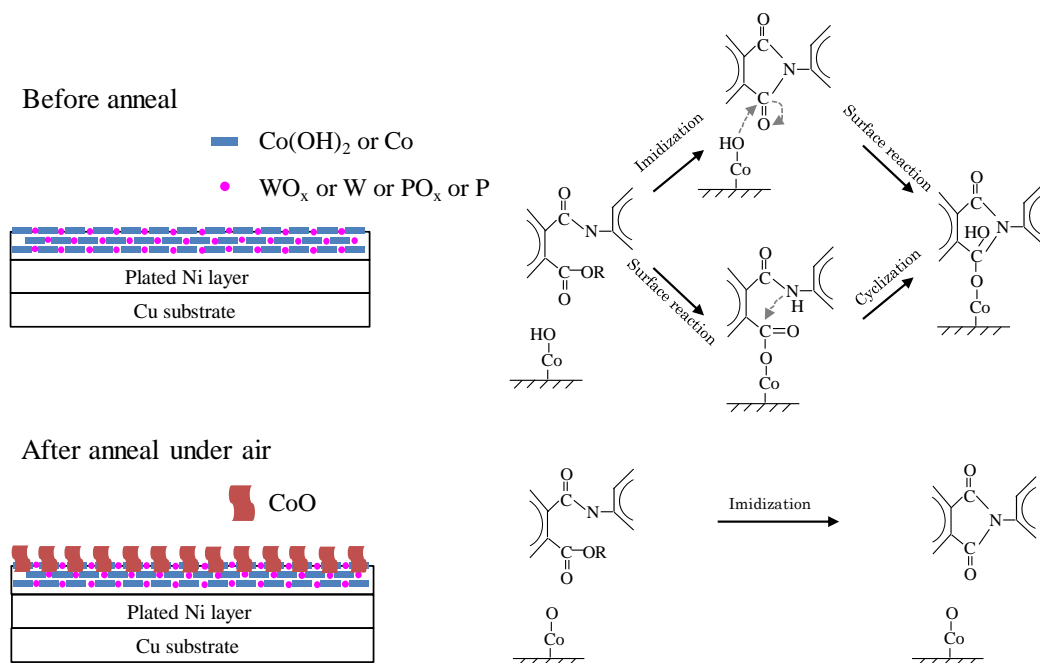 Before anneal
Co(OH)₂ or Co
WOₓ or W or POₓ or P
Plated Ni layer
Cu substrate
O
C
N
C
OR
O
HO
Co
Imidization
O
C
N
C
O
HO
Co
Surface reaction
Surface reaction
O
C
N
H
C
O
O
Co
Cyclization
O
C
HO
N
C
O
Co
After anneal under air
CoO
Plated Ni layer
Cu substrate
O
C
N
C
OR
O
O
Co
Imidization
O
C
N
C
O
O
Co